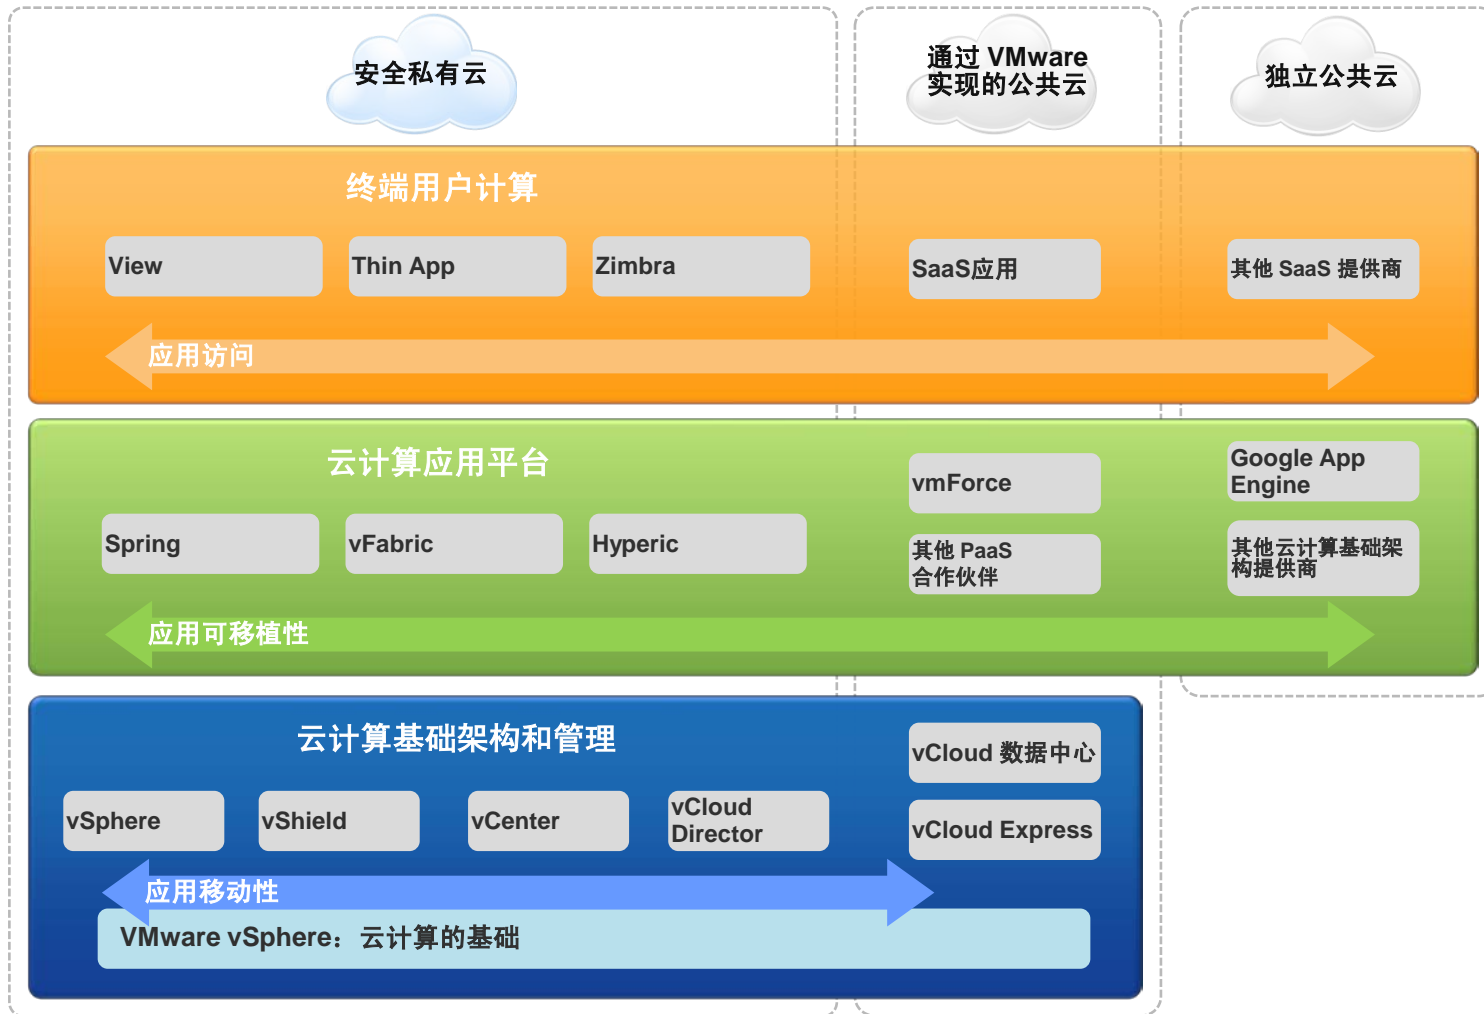 安全私有云
通过 VMware
实现的公共云
独立公共云
终端用户计算
View
Thin App
Zimbra
SaaS应用
其他 SaaS 提供商
应用访问
云计算应用平台
Spring
vFabric
Hyperic
vmForce
其他 PaaS
合作伙伴
Google App
Engine
其他云计算基础架
构提供商
应用可移植性
云计算基础架构和管理
vSphere
vShield
vCenter
vCloud
Director
vCloud 数据中心
vCloud Express
应用移动性
VMware vSphere：云计算的基础